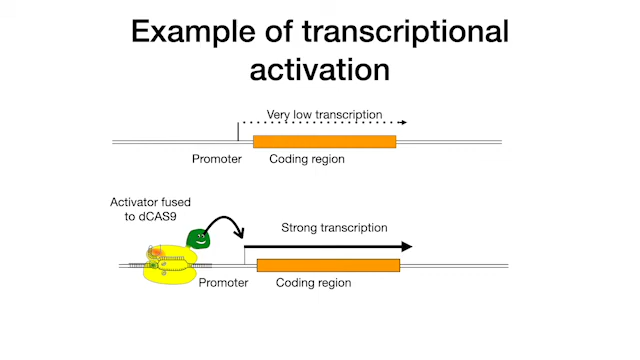 Example of transcriptional
activation
Very low transcription
Promoter
Coding region
Activator fused
to dCAS9
Strong transcription
Promoter
Coding region